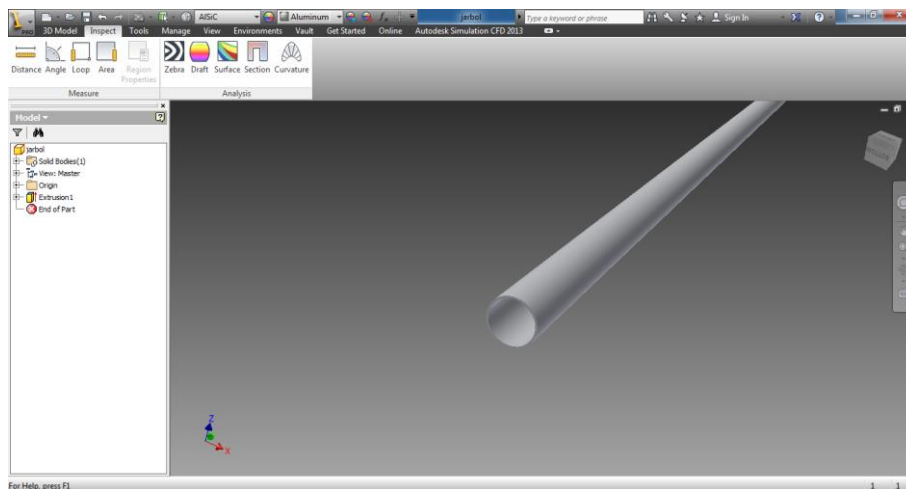 AlSiC Aluminum jarbol Type a keyword or phrase Sign In
PRO 3D Model Inspect Tools Manage View Environments Vault Get Started Online Autodesk Simulation CFD 2013
Distance Angle Loop Area Region Properties Zebra Draft Surface Section Curvature
Measure Analysis
Model
jarbol
Solid Bodies(1)
View: Master
Origin
Extrusion1
End of Part
Z
X
For Help, press F1 1 1